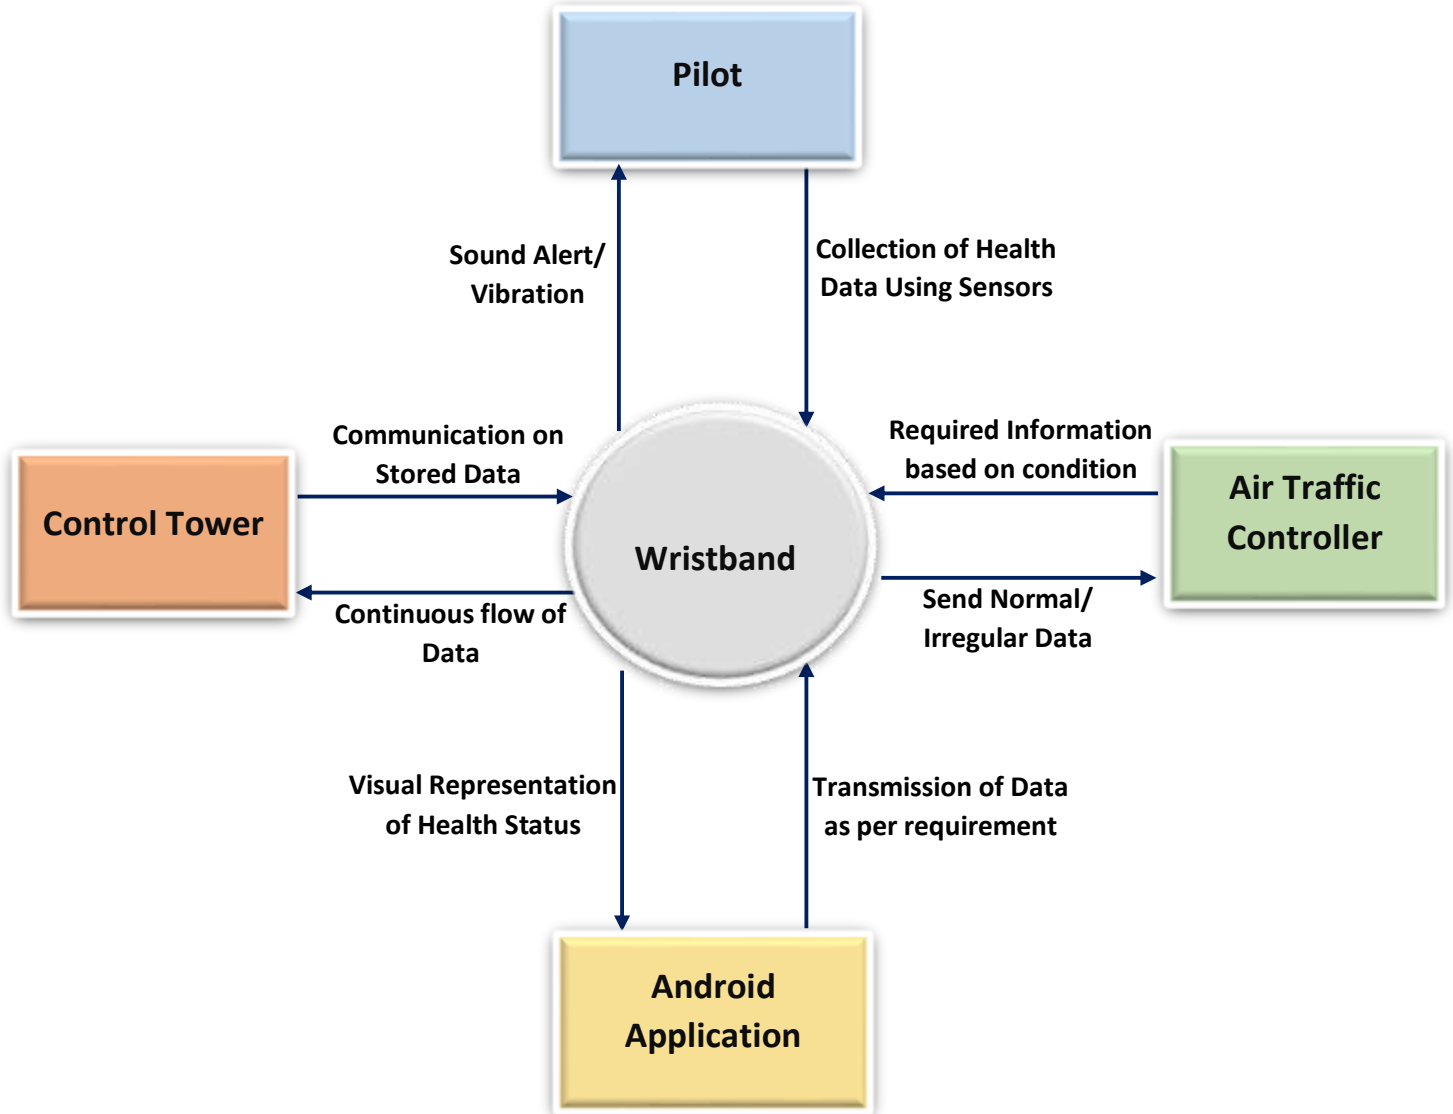 Pilot
Sound Alert/
Vibration
Collection of Health
Data Using Sensors
Communication on
Stored Data
Required Information
based on condition
Control Tower
Wristband
Air Traffic
Controller
Continuous flow of
Data
Send Normal/
Irregular Data
Visual Representation
of Health Status
Transmission of Data
as per requirement
Android
Application